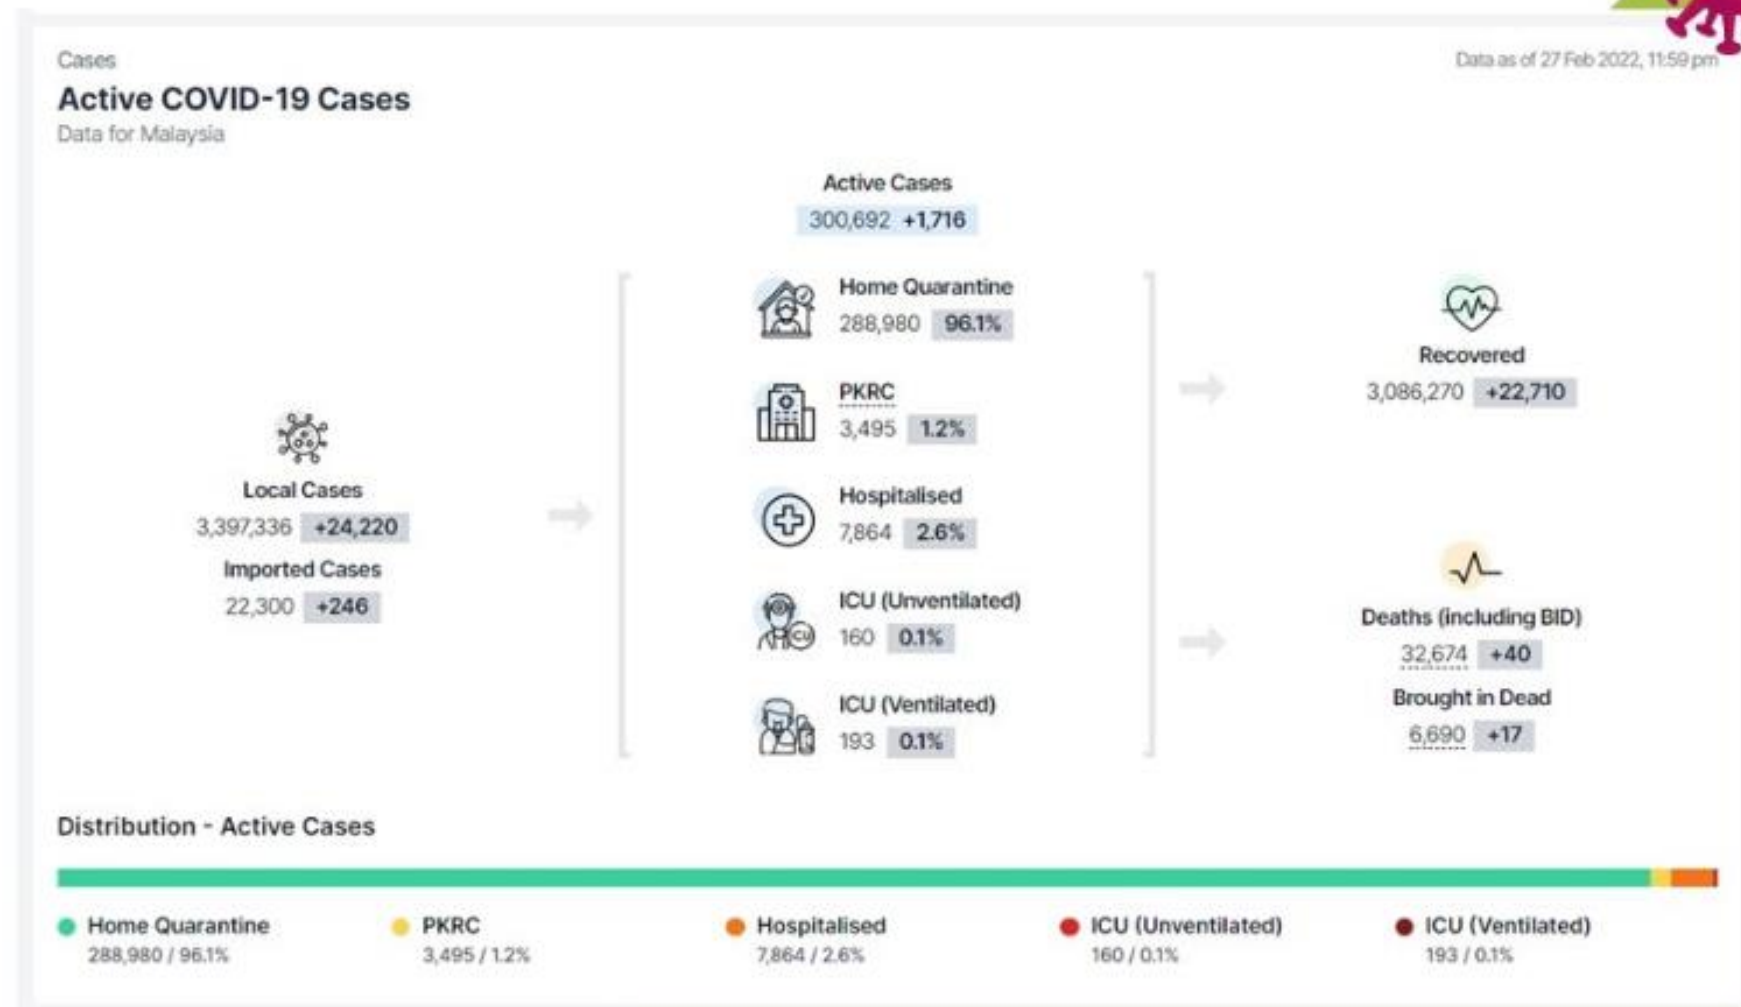 Cases
Data as of 27 Feb 2022, 11:59 pm
Active COVID-19 Cases
Data for Malaysia
Active Cases
300,692 +1,716
Home Quarantine
288,980 96.1%
PKRC
3,495 1.2%
Hospitalised
7,864 2.6%
ICU (Unventilated)
160 0.1%
ICU (Ventilated)
193 0.1%
Local Cases
3,397,336 +24,220
Imported Cases
22,300 +246
Recovered
3,086,270 +22,710
Deaths (including BID)
32,674 +40
Brought in Dead
6,690 +17
Distribution - Active Cases
Home Quarantine
288,980 / 96.1%
PKRC
3,495 / 1.2%
Hospitalised
7,864 / 2.6%
ICU (Unventilated)
160 / 0.1%
ICU (Ventilated)
193 / 0.1%